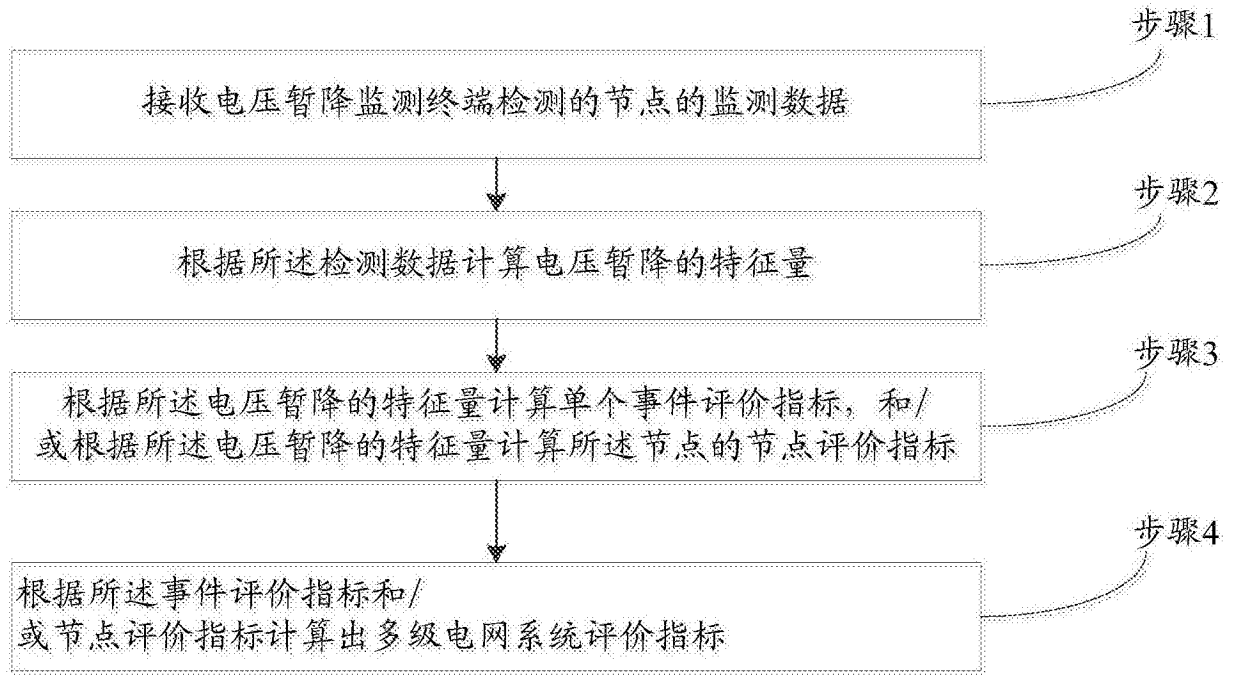 步骤1
接收电压暂降监测终端检测的节点的监测数据
步骤2
根据所述检测数据计算电压暂降的特征量
步骤3
根据所述电压暂降的特征量计算单个事件评价指标，和/
或根据所述电压暂降的特征量计算所述节点的节点评价指标
步骤4
根据所述事件评价指标和/
或节点评价指标计算出多级电网系统评价指标